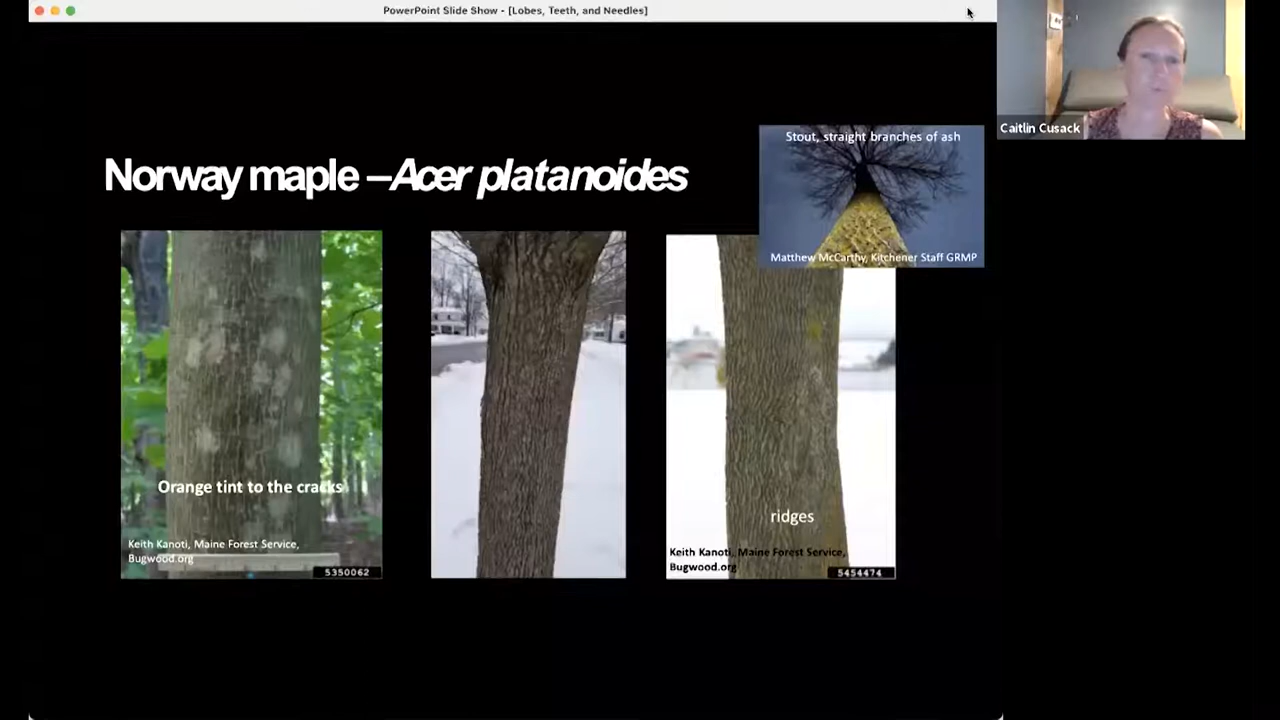 PowerPoint Slide Show - [Lobes, Teeth, and Needles]
Caitlin Cusack
Stout, straight branches of ash
Norway maple –Acer platanoides
Matthew McCarthy, Kitchener Staff GRMP
Orange tint to the cracks
ridges
Keith Kanoti, Maine Forest Service,
Bugwood.org
5350062
Keith Kanoti, Maine Forest Service,
Bugwood.org
5454474